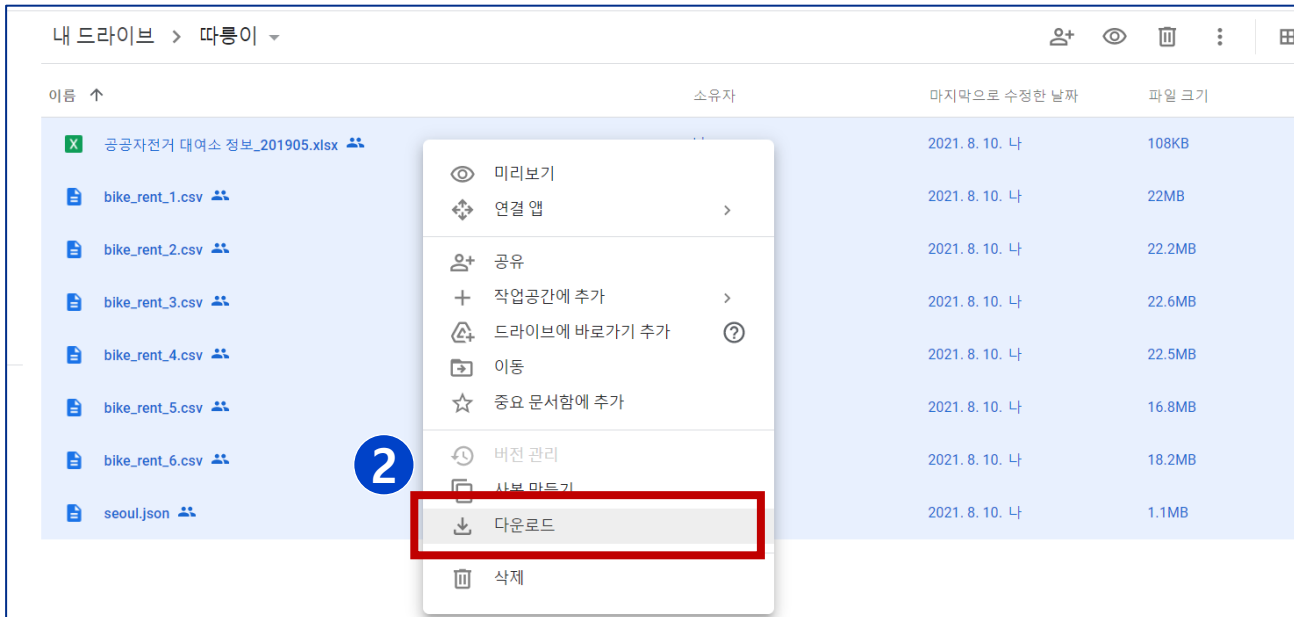 내 드라이브 > 따릉이
이름 소유자 마지막으로 수정한 날짜 파일 크기
공공자전거 대여소 정보_201905.xlsx 2021. 8. 10. 나 108KB
bike_rent_1.csv 2021. 8. 10. 나 22MB
bike_rent_2.csv 2021. 8. 10. 나 22.2MB
bike_rent_3.csv 2021. 8. 10. 나 22.6MB
bike_rent_4.csv 2021. 8. 10. 나 22.5MB
bike_rent_5.csv 2021. 8. 10. 나 16.8MB
bike_rent_6.csv 2021. 8. 10. 나 18.2MB
seoul.json 2021. 8. 10. 나 1.1MB
미리보기
연결 앱
공유
작업공간에 추가
드라이브에 바로가기 추가
이동
중요 문서함에 추가
버전 관리
사본 만들기
2
다운로드
삭제